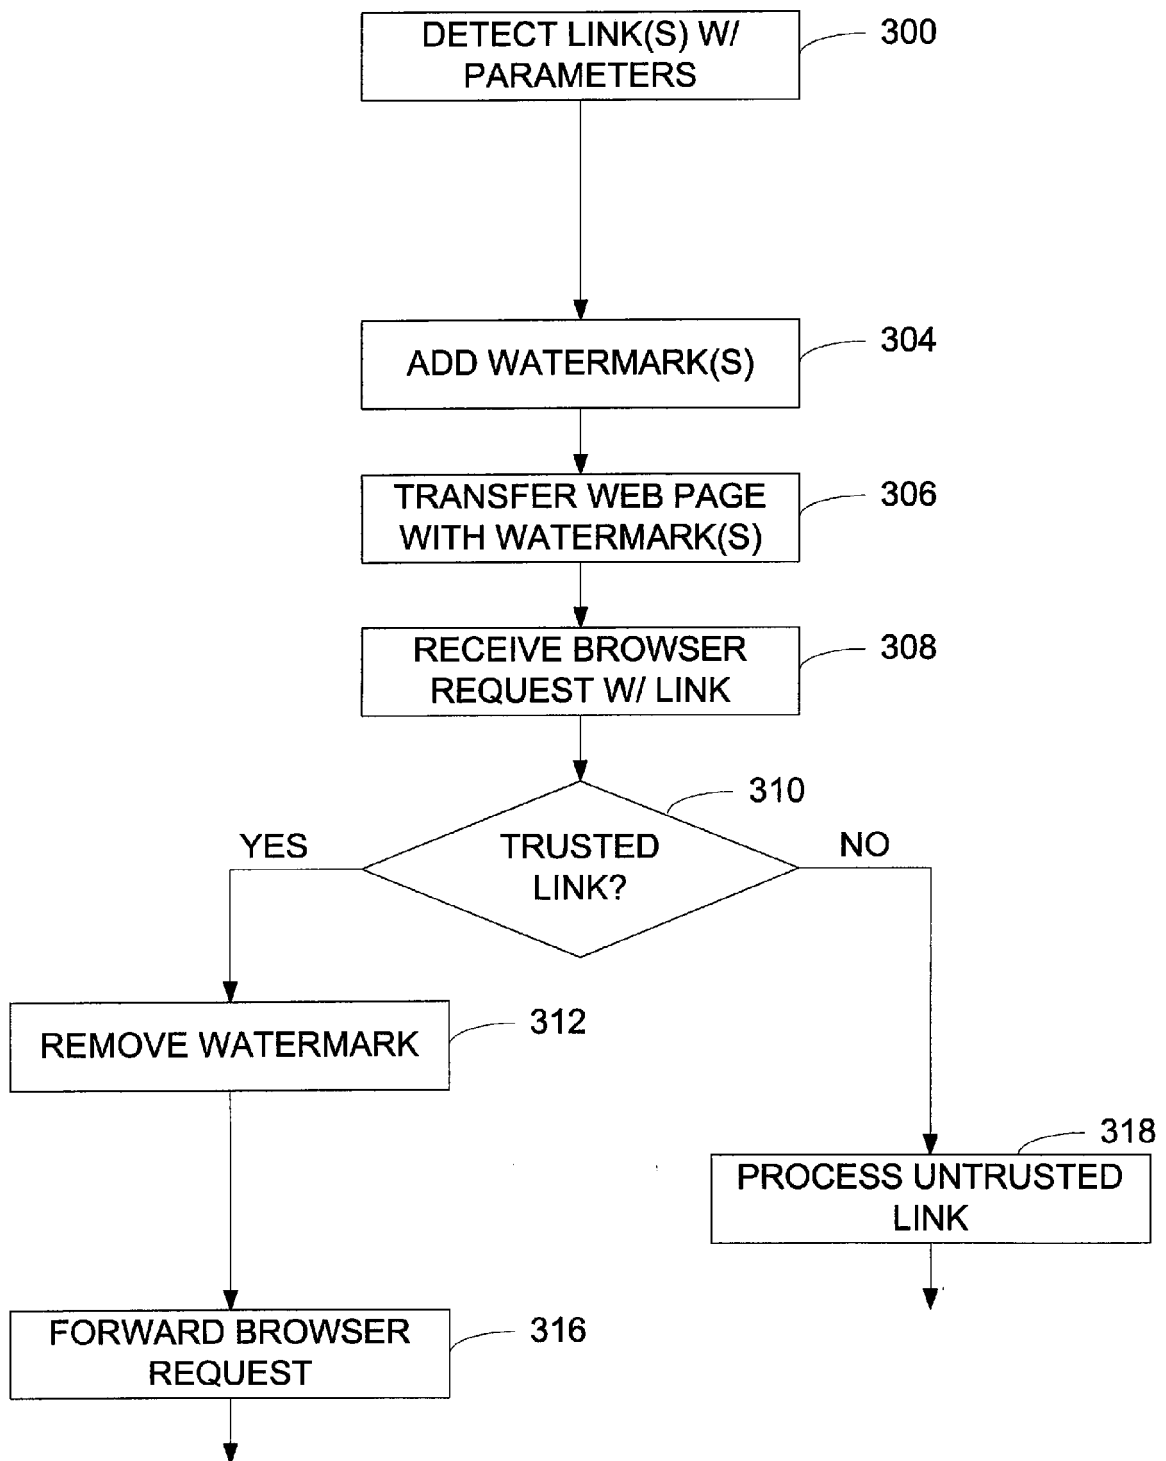 DETECT LINK(S) W/
PARAMETERS
300
ADD WATERMARK(S)
304
TRANSFER WEB PAGE
WITH WATERMARK(S)
306
RECEIVE BROWSER
REQUEST W/ LINK
308
310
YES
TRUSTED
LINK?
NO
REMOVE WATERMARK
312
318
PROCESS UNTRUSTED
LINK
FORWARD BROWSER
REQUEST
316